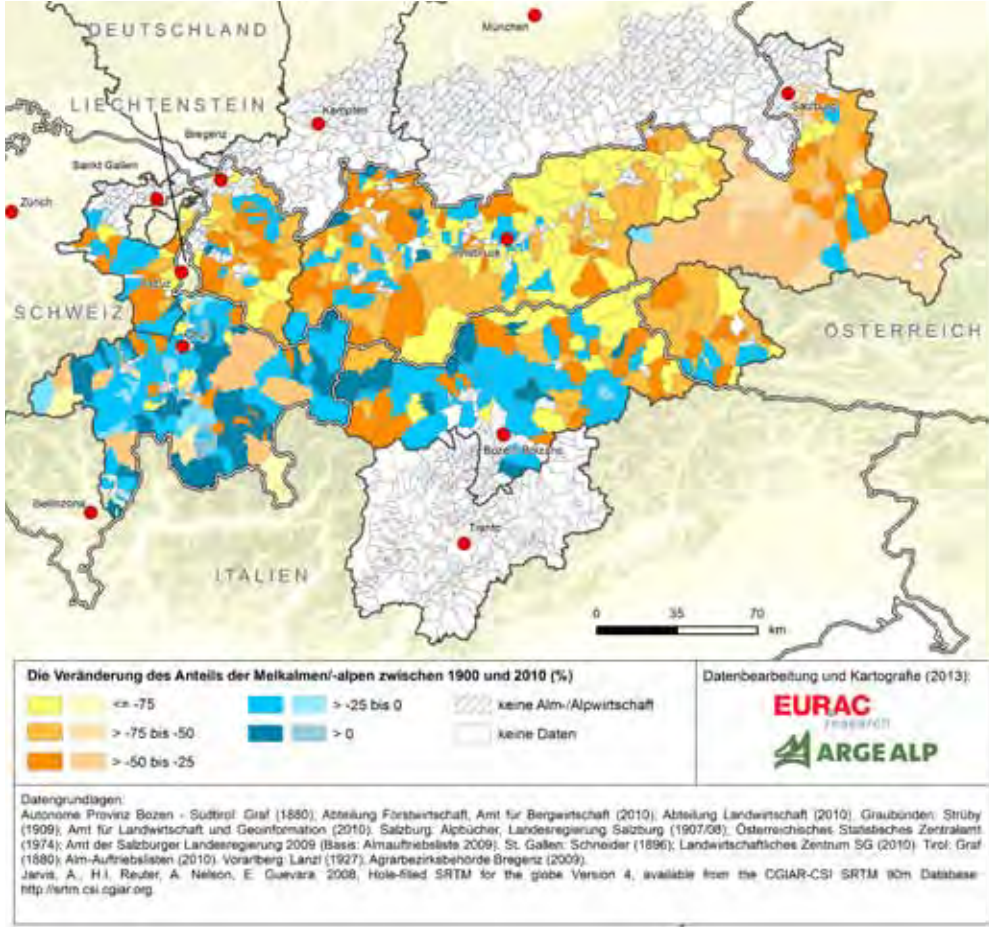 DEUTSCHLAND
München
LIECHTENSTEIN
Kempten
Salzburg
Bregenz
Sankt Gallen
Zürich
Innsbruck
Vaduz
SCHWEIZ
ÖSTERREICH
Bozen - Bolzano
Bellinzona
Trento
ITALIEN
0 35 70
km
Die Veränderung des Anteils der Melkalmen/-alpen zwischen 1900 und 2010 (%)
<= -75
> -25 bis 0
keine Alm-/Alpwirtschaft
> -75 bis -50
> 0
keine Daten
> -50 bis -25
Datenbearbeitung und Kartografie (2013):
EURAC
research
ARGE ALP
Datengrundlagen:
Autonome Provinz Bozen - Südtirol: Graf (1880); Abteilung Forstwirtschaft, Amt für Bergwirtschaft (2010); Abteilung Landwirtschaft (2010). Graubünden: Strüby
(1909); Amt für Landwirtschaft und Geoinformation (2010). Salzburg: Alpbücher, Landesregierung Salzburg (1907/08); Österreichisches Statistisches Zentralamt
(1974); Amt der Salzburger Landesregierung 2009 (Basis: Almauftriebsliste 2009). St. Gallen: Schneider (1896); Landwirtschaftliches Zentrum SG (2010). Tirol: Graf
(1880); Alm-Auftriebslisten (2010). Vorarlberg: Lanzl (1927); Agrarbezirksbehörde Bregenz (2009).
Jarvis, A., H.I. Reuter, A. Nelson, E. Guevara, 2008, Hole-filled SRTM for the globe Version 4, available from the CGIAR-CSI SRTM 90m Database:
http://srtm.csi.cgiar.org.